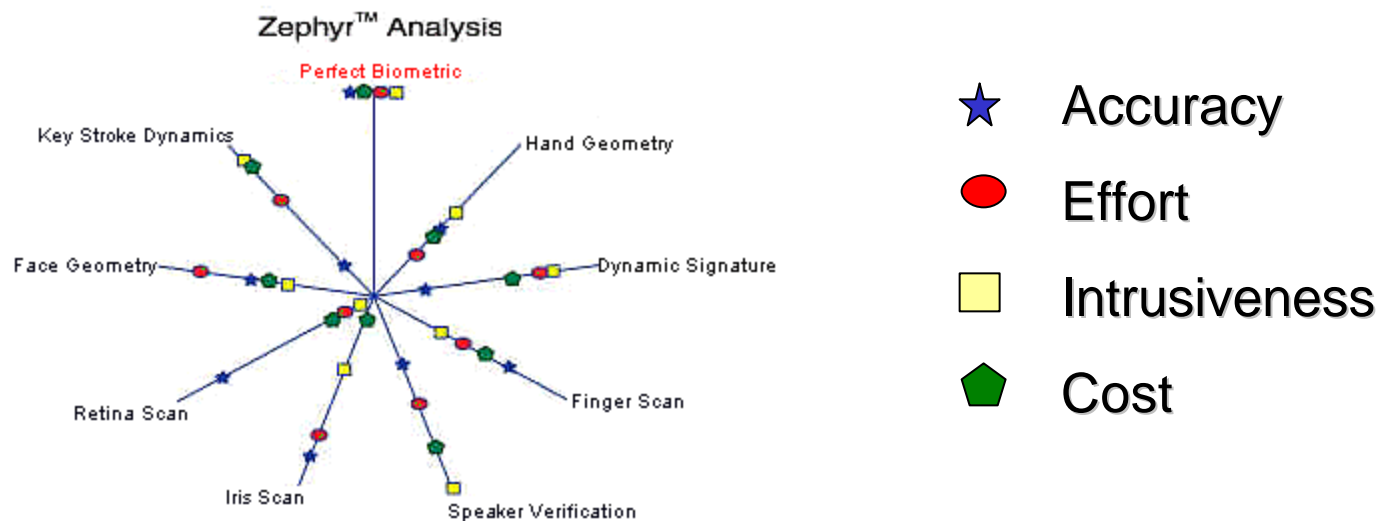 Zephyr™ Analysis
Perfect Biometric
Key Stroke Dynamics
Hand Geometry
Face Geometry
Dynamic Signature
Retina Scan
Finger Scan
Iris Scan
Speaker Verification
Accuracy
Effort
Intrusiveness
Cost